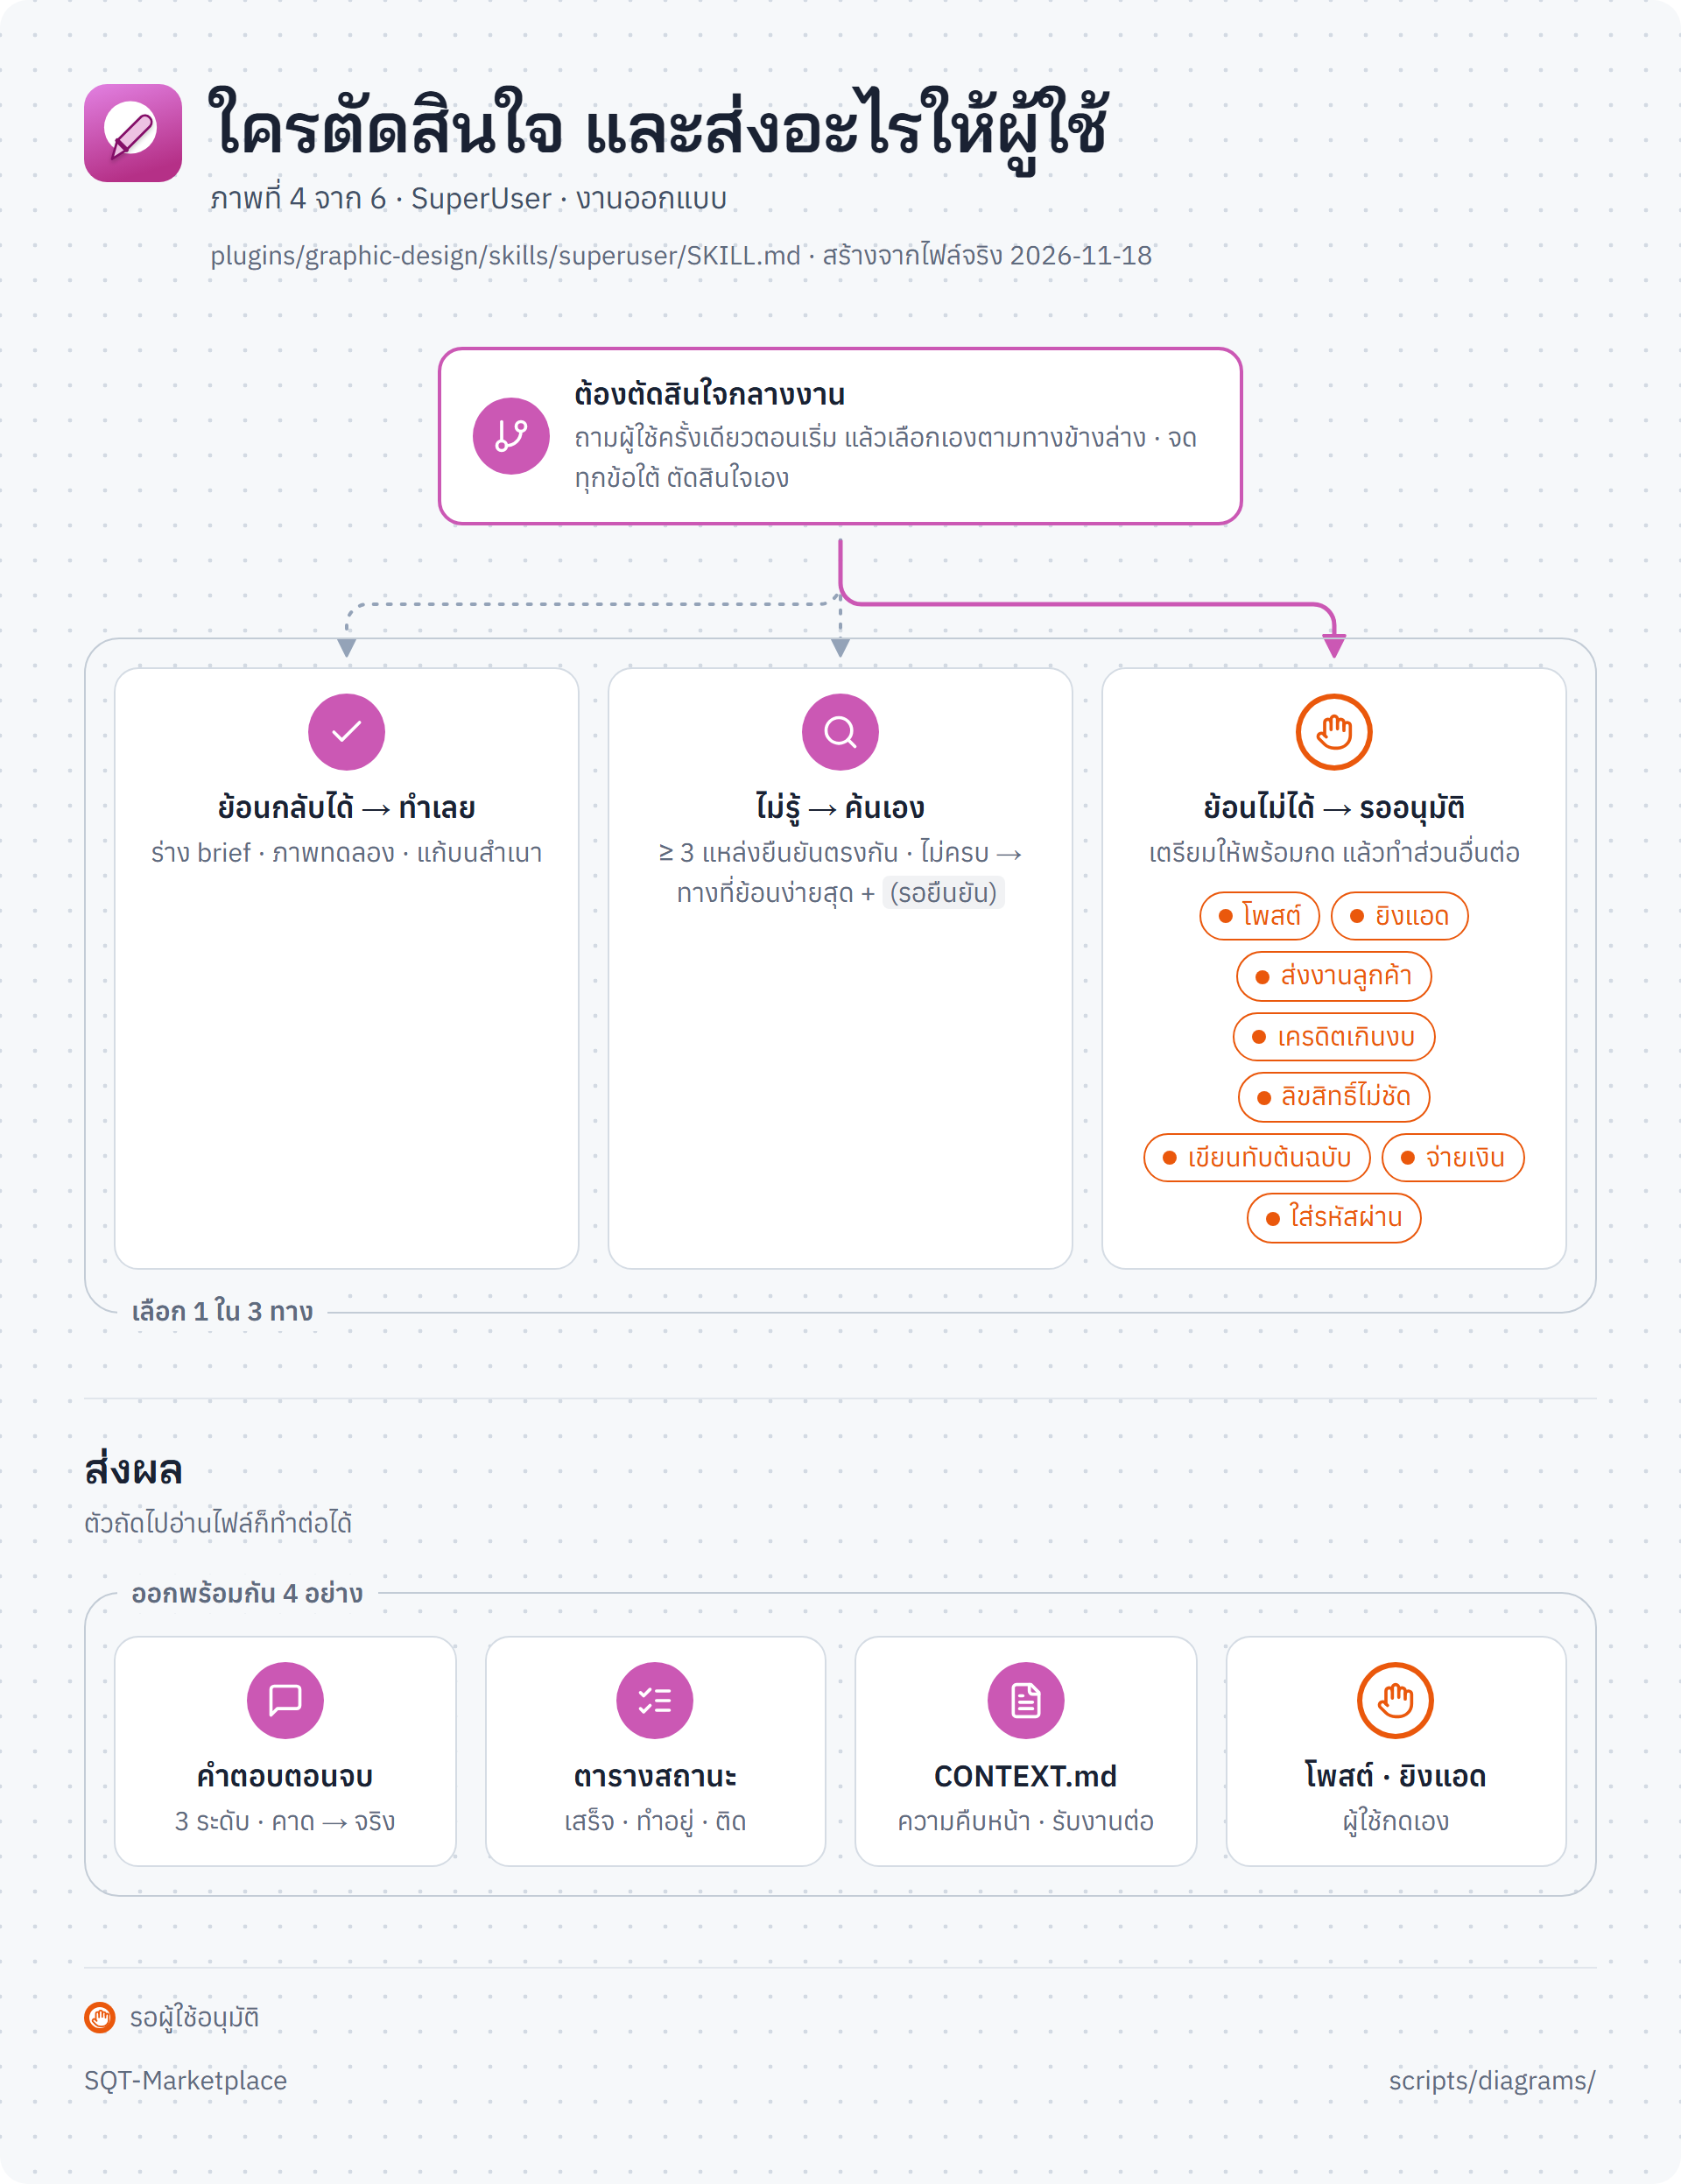 ใครตัดสินใจ และส่งอะไรให้ผู้ใช้
ภาพที่ 4 จาก 6 · SuperUser · งานออกแบบ
plugins/graphic-design/skills/superuser/SKILL.md · สร้างจากไฟล์จริง 2026-11-18
ต้องตัดสินใจกลางงาน
ถามผู้ใช้ครั้งเดียวตอนเริ่ม แล้วเลือกเองตามทางข้างล่าง · จด
ทุกข้อใต้ ตัดสินใจเอง
ย้อนกลับได้ → ทำเลย
ร่าง brief · ภาพทดลอง · แก้บนสำเนา
ไม่รู้ → ค้นเอง
≥ 3 แหล่งยืนยันตรงกัน · ไม่ครบ →
ทางที่ย้อนง่ายสุด + (รอยืนยัน)
ย้อนไม่ได้ → รออนุมัติ
เตรียมให้พร้อมกด แล้วทำส่วนอื่นต่อ
โพสต์ ยิงแอด
ส่งงานลูกค้า
เครดิตเกินงบ
ลิขสิทธิ์ไม่ชัด
เขียนทับต้นฉบับ จ่ายเงิน
ใส่รหัสผ่าน
เลือก 1 ใน 3 ทาง
ส่งผล
ตัวถัดไปอ่านไฟล์ก็ทำต่อได้
ออกพร้อมกัน 4 อย่าง
คำตอบตอนจบ
3 ระดับ · คาด → จริง
ตารางสถานะ
เสร็จ · ทำอยู่ · ติด
CONTEXT.md
ความคืบหน้า · รับงานต่อ
โพสต์ · ยิงแอด
ผู้ใช้กดเอง
รอผู้ใช้อนุมัติ
SQT-Marketplace
scripts/diagrams/